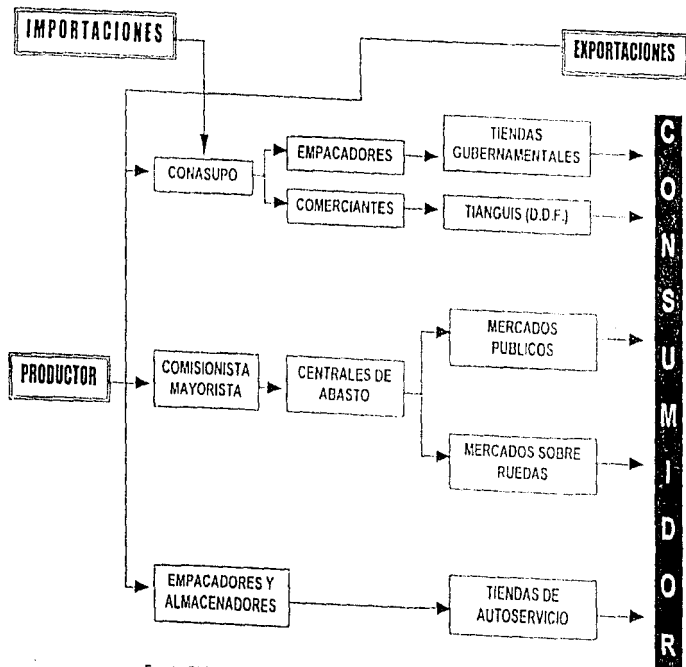 IMPORTACIONES
EXPORTACIONES
TIENDAS
GUBERNAMENTALES
EMPACADORES
CONASUPO
COMERCIANTES
TIANGUIS (D.D.F.)
MERCADOS
PUBLICOS
PRODUCTOR
COMISIONISTA
MAYORISTA
CENTRALES DE
ABASTO
MERCADOS SOBRE
RUEDAS
EMPACADORES Y
ALMACENADORES
TIENDAS DE
AUTOSERVICIO
CONSUMIDOR